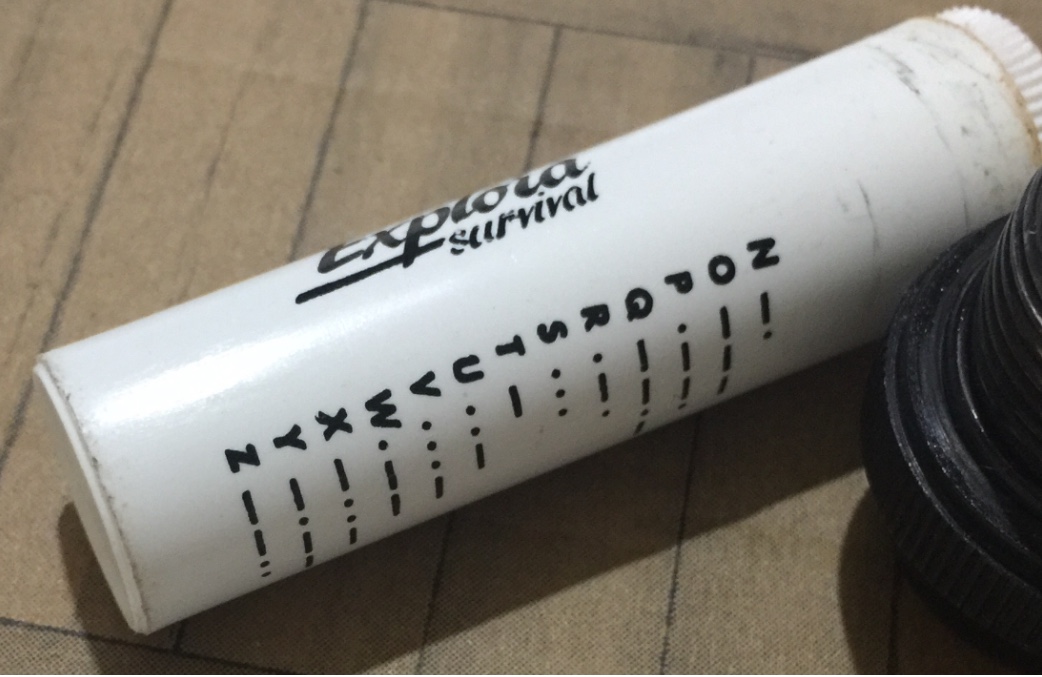 Explora
survival
N —·
O ———
P ·——·
Q ——·—
R ·—·
S ···
T —
U ··—
V ···—
W ·——
X —··—
Y —·——
Z ——··